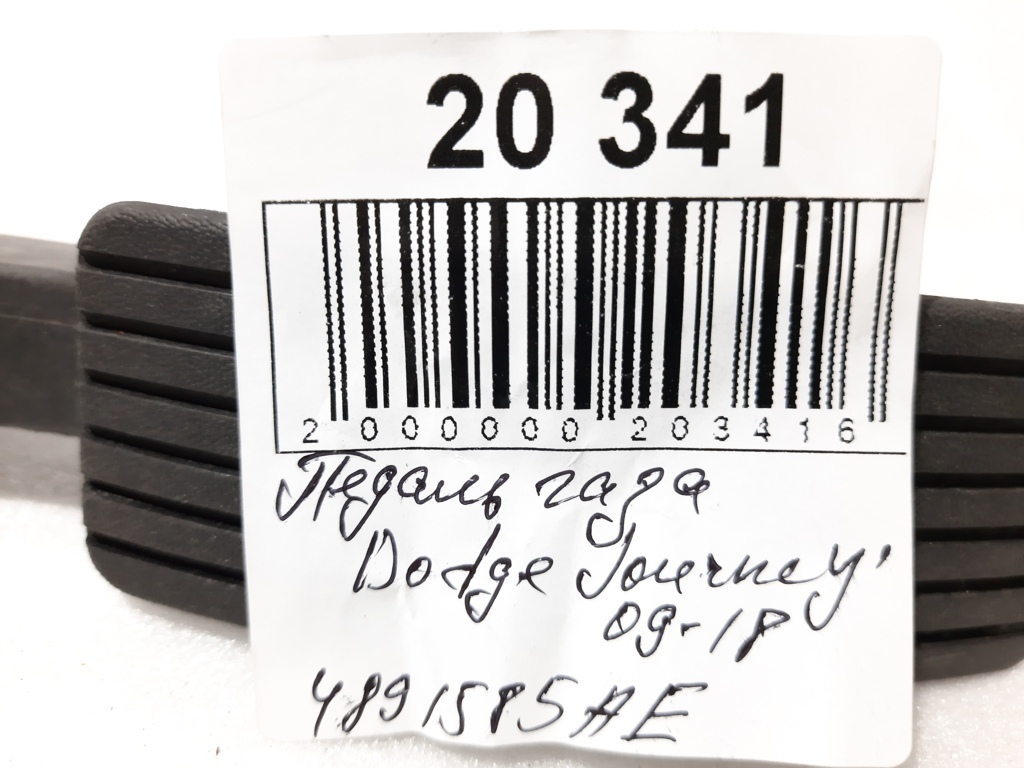 20 341
2 000000 203416
Педаль газа
Dodge Journey
09-18
4891585AE